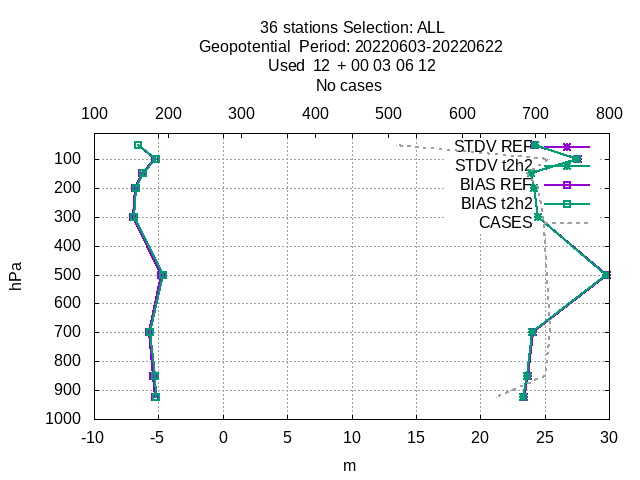 36 stations Selection: ALL
Geopotential  Period: 20220603-20220622
Used  12  + 00 03 06 12
No cases
100 200 300 400 500 600 700 800
STDV REF
STDV t2h2
BIAS REF
BIAS t2h2
CASES
hPa
100
200
300
400
500
600
700
800
900
1000
-10 -5 0 5 10 15 20 25 30
m